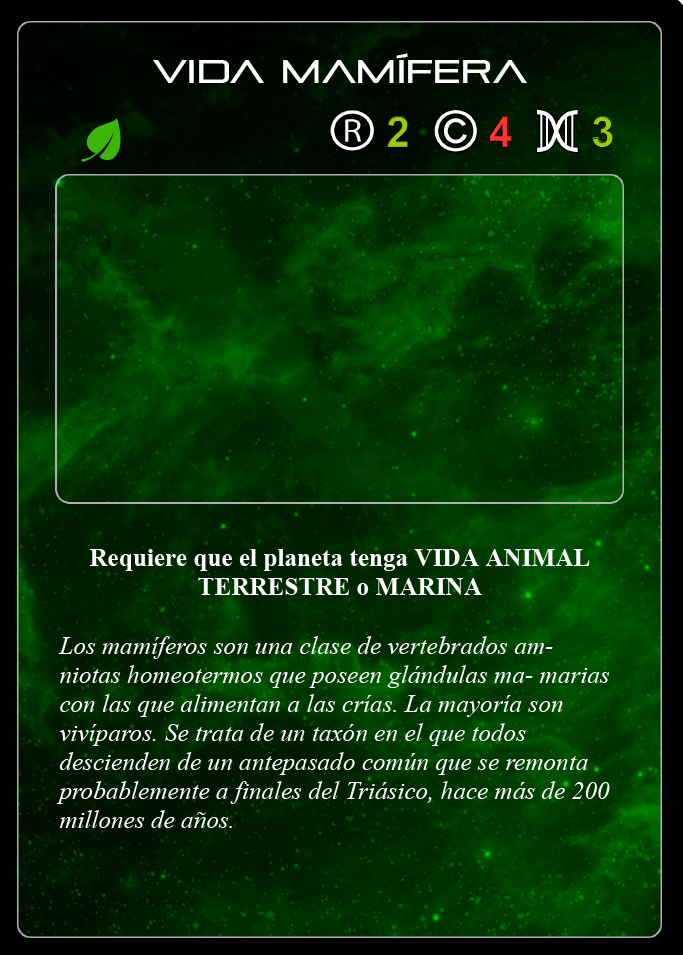 VIDA MAMÍFERA
® 2 © 4 3
Requiere que el planeta tenga VIDA ANIMAL
TERRESTRE o MARINA
Los mamíferos son una clase de vertebrados am-
niotas homeotermos que poseen glándulas ma- marias
con las que alimentan a las crías. La mayoría son
vivíparos. Se trata de un taxón en el que todos
descienden de un antepasado común que se remonta
probablemente a finales del Triásico, hace más de 200
millones de años.